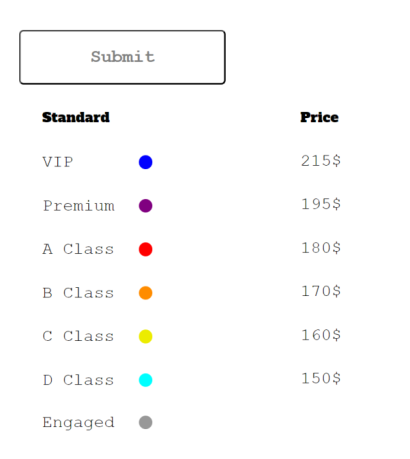 Submit
Standard Price
VIP 215$
Premium 195$
A Class 180$
B Class 170$
C Class 160$
D Class 150$
Engaged